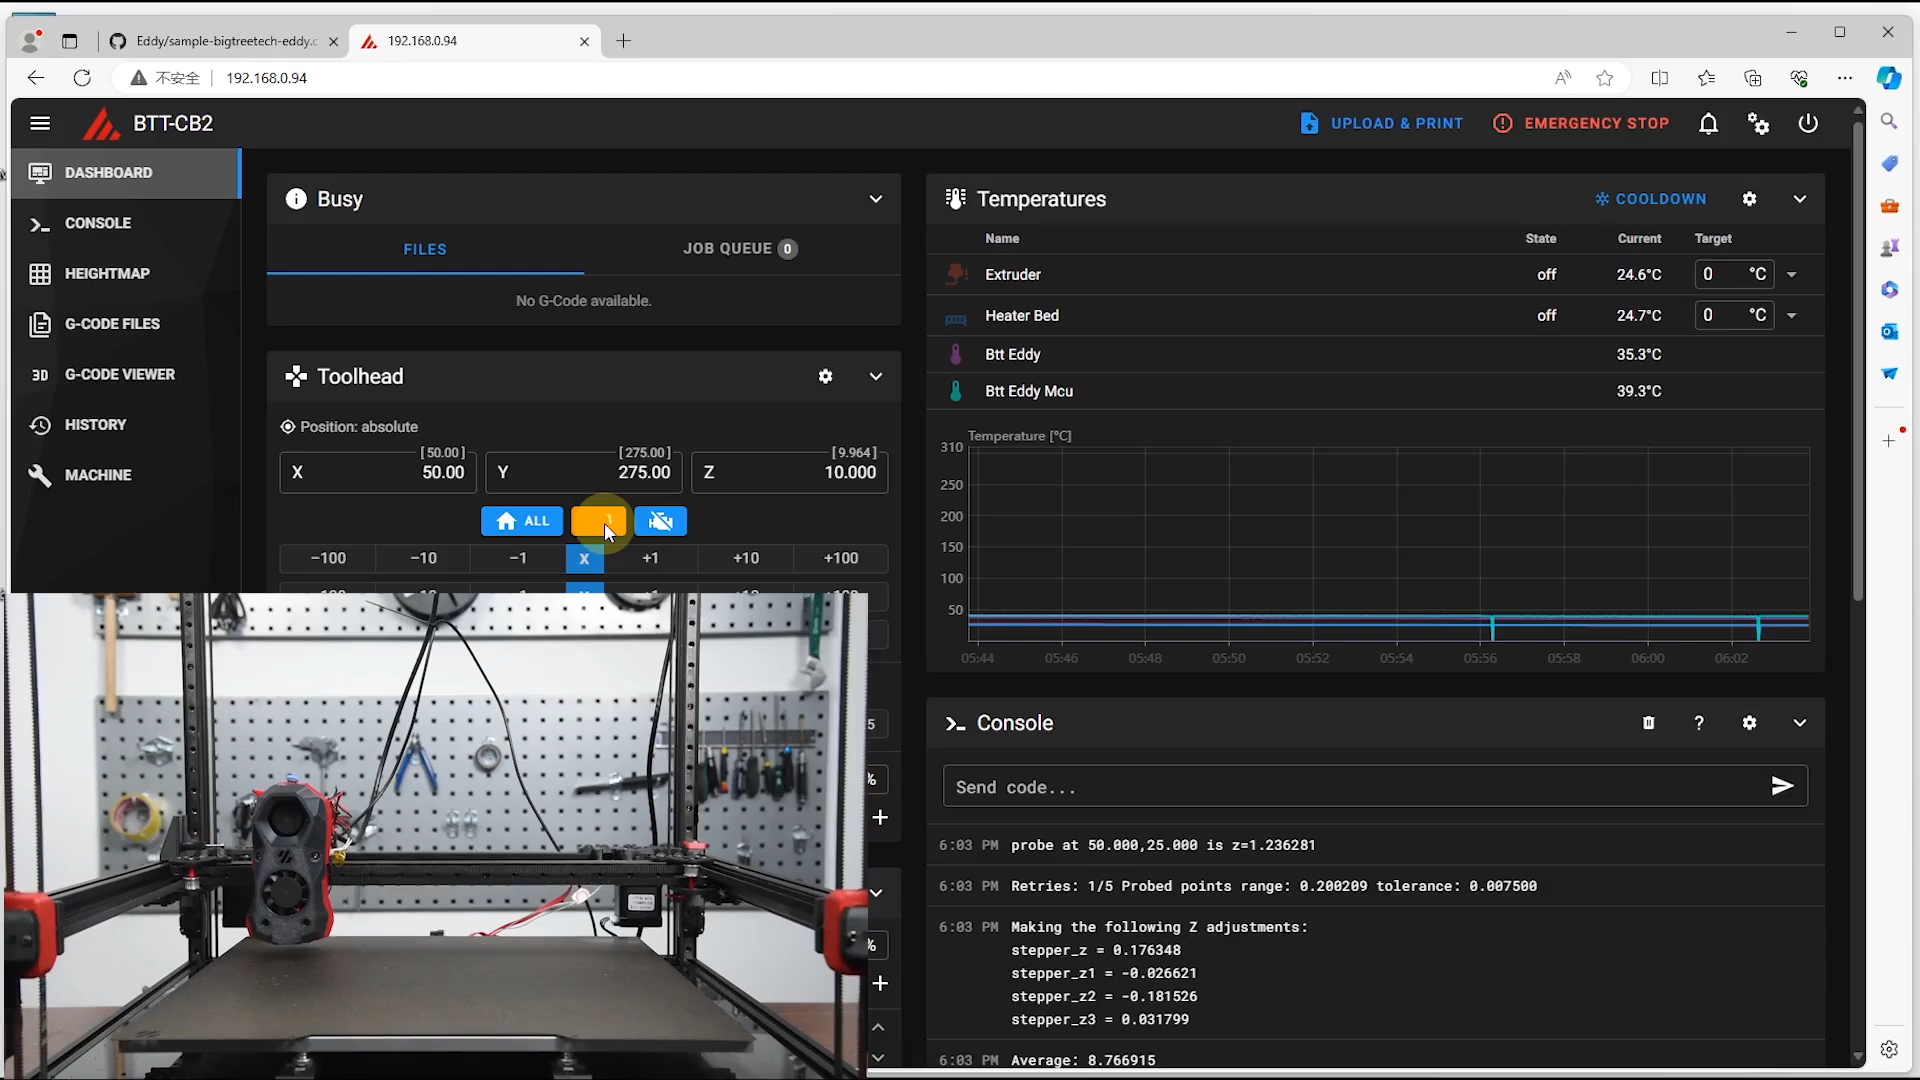 Eddy/sample-bigtreetech-eddy.c
192.168.0.94
不安全
192.168.0.94
BTT-CB2
UPLOAD & PRINT
EMERGENCY STOP
DASHBOARD
CONSOLE
HEIGHTMAP
G-CODE FILES
3D G-CODE VIEWER
HISTORY
MACHINE
Busy
FILES
JOB QUEUE 0
No G-Code available.
Toolhead
Position: absolute
[50.00] [275.00] [9.964]
X 50.00 Y 275.00 Z 10.000
ALL
-100 -10 -1 X +1 +10 +100
5
%
%
Temperatures
COOLDOWN
Name State Current Target
Extruder off 24.6°C 0 °C
Heater Bed off 24.7°C 0 °C
Btt Eddy 35.3°C
Btt Eddy Mcu 39.3°C
Temperature [°C]
310
250
200
150
100
50
05:44 05:46 05:48 05:50 05:52 05:54 05:56 05:58 06:00 06:02
Console
Send code...
6:03 PM probe at 50.000,25.000 is z=1.236281
6:03 PM Retries: 1/5 Probed points range: 0.200209 tolerance: 0.007500
6:03 PM Making the following Z adjustments:
stepper_z = 0.176348
stepper_z1 = -0.026621
stepper_z2 = -0.181526
stepper_z3 = 0.031799
6:03 PM Average: 8.766915